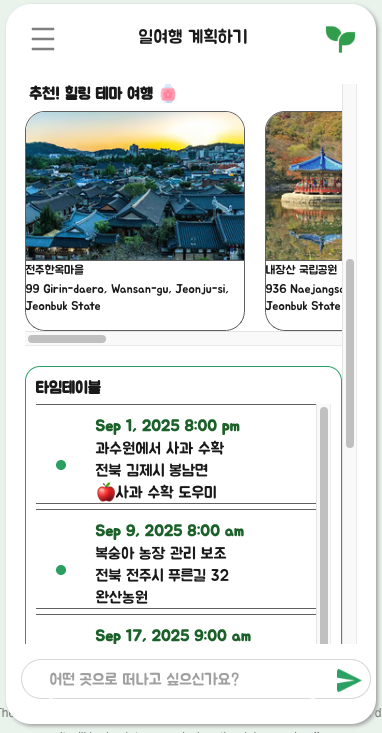 일여행 계획하기
추천! 힐링 테마 여행
전주한옥마을
99 Girin-daero, Wansan-gu, Jeonju-si,
Jeonbuk State
내장산 국립공원
936 Naejangsa
Jeonbuk State
타임테이블
Sep 1, 2025 8:00 pm
과수원에서 사과 수확
전북 김제시 봉남면
🍎사과 수확 도우미
Sep 9, 2025 8:00 am
복숭아 농장 관리 보조
전북 전주시 푸른길 32
완산농원
Sep 17, 2025 9:00 am
어떤 곳으로 떠나고 싶으신가요?